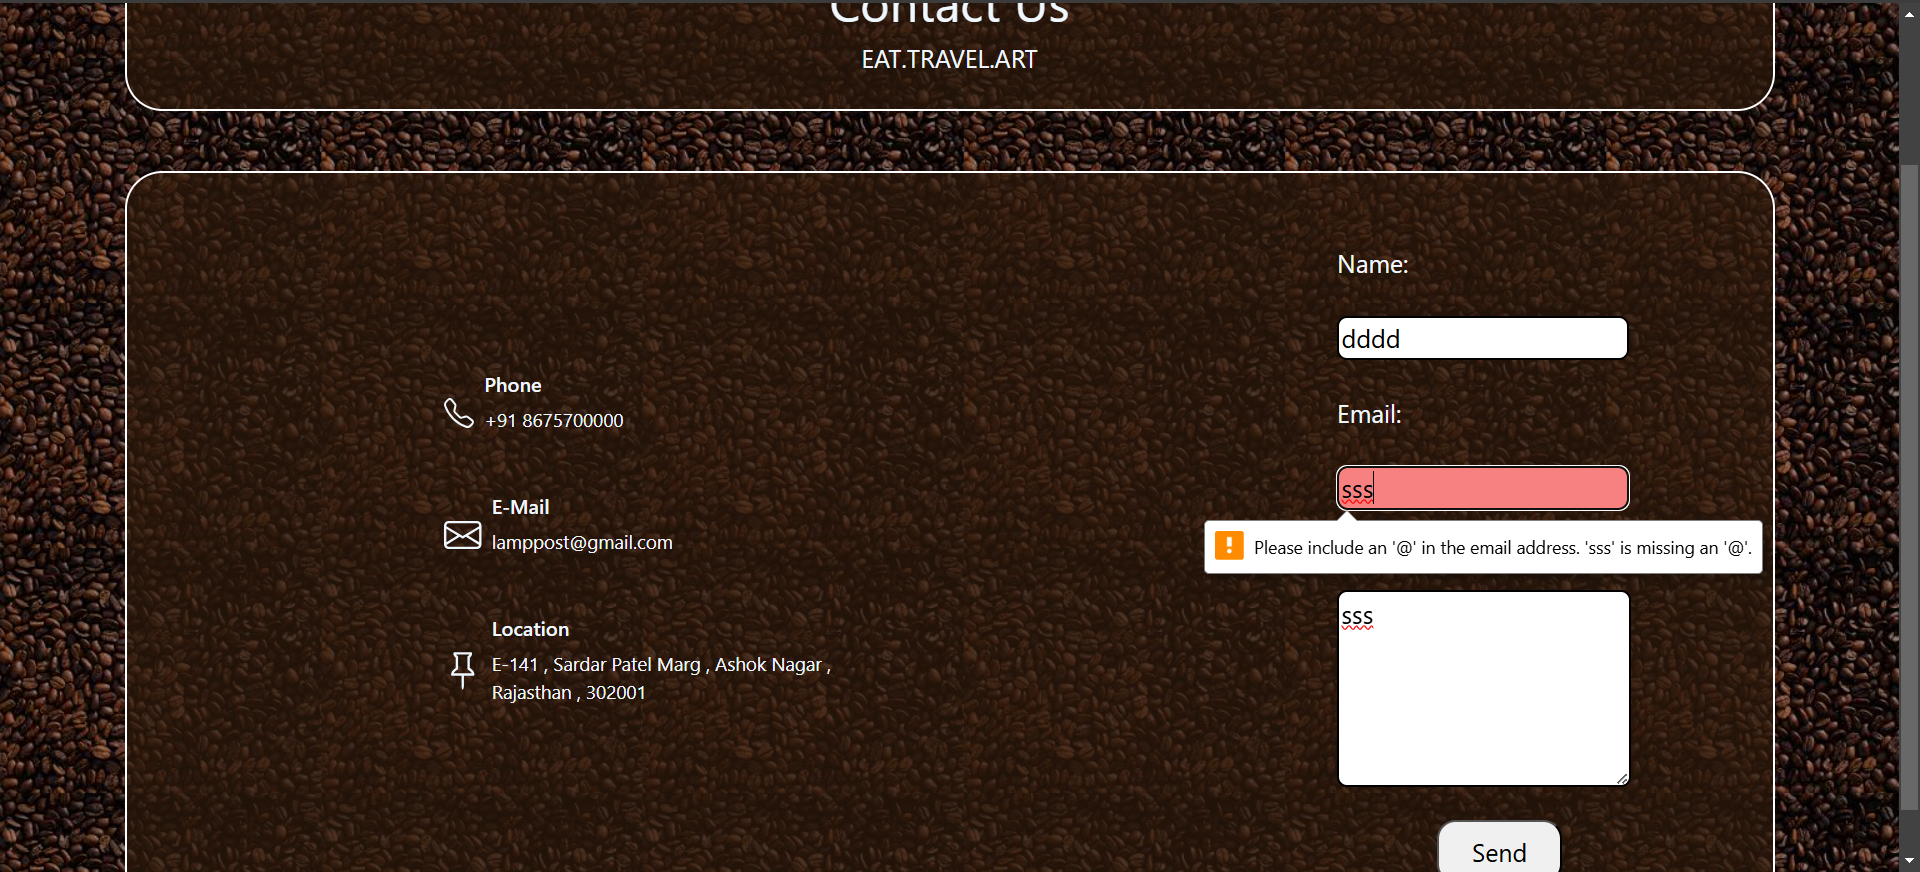 Contact Us
EAT.TRAVEL.ART
Phone
+91 8675700000
E-Mail
lamppost@gmail.com
Location
E-141 , Sardar Patel Marg , Ashok Nagar ,
Rajasthan , 302001
Name:
dddd
Email:
sss
Please include an '@' in the email address. 'sss' is missing an '@'.
sss
Send